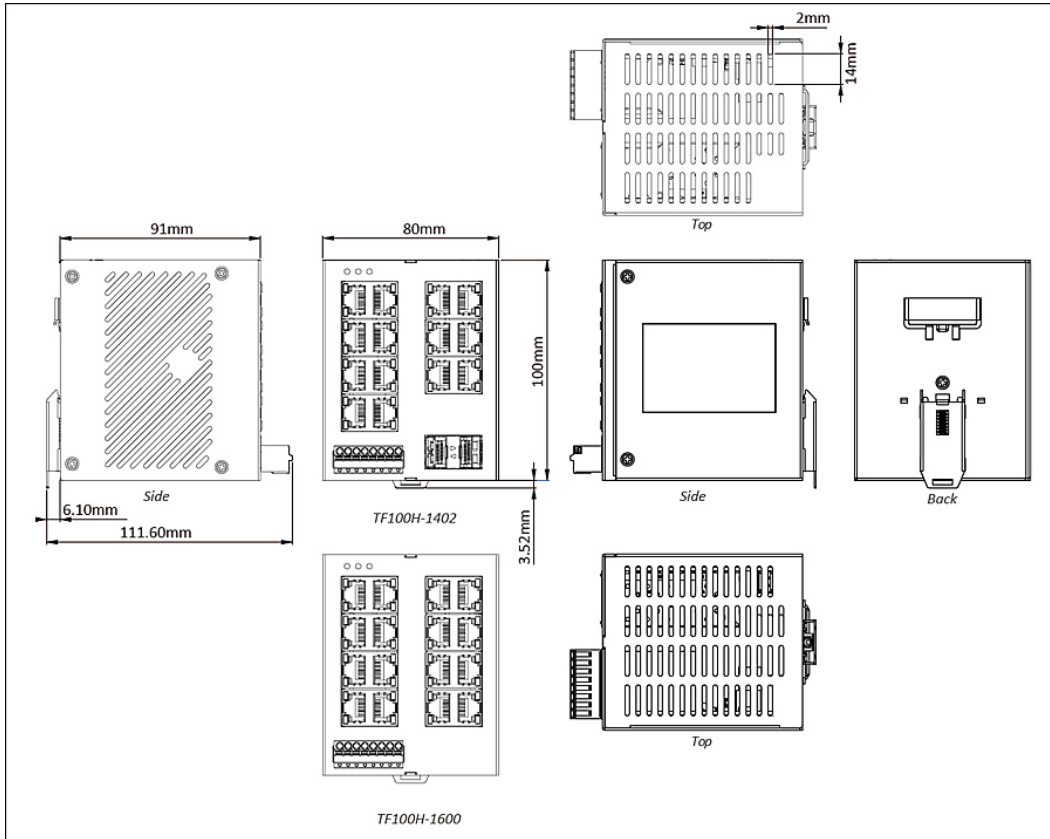 2mm
14mm
Top
91mm
80mm
100mm
Side
TF100H-1402
Side
Back
6.10mm
111.60mm
3.52mm
Top
TF100H-1600